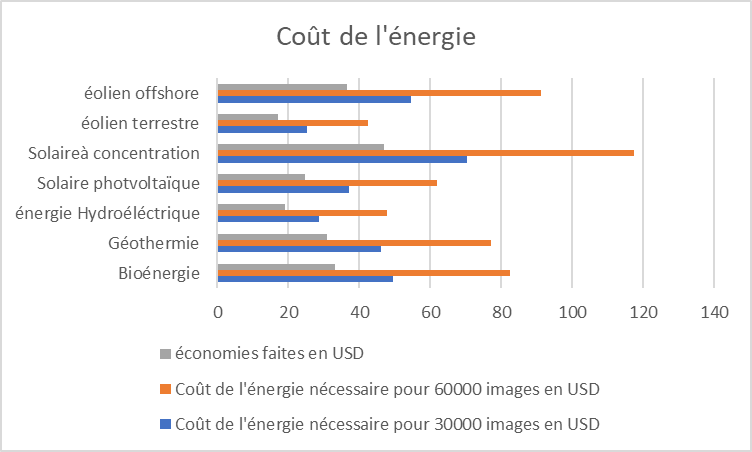 Coût de l'énergie
éolien offshore
éolien terrestre
Solaireà concentration
Solaire photvoltaïque
énergie Hydroéléctrique
Géothermie
Bioénergie
0 20 40 60 80 100 120 140
économies faites en USD
Coût de l'énergie nécessaire pour 60000 images en USD
Coût de l'énergie nécessaire pour 30000 images en USD